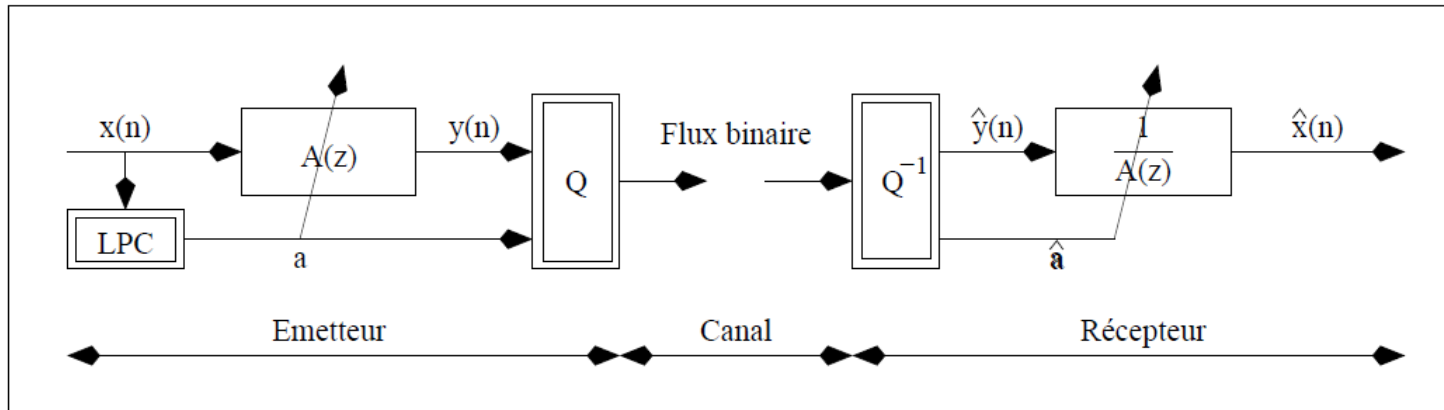 x(n)
A(z)
y(n)
LPC
a
Q
Flux binaire
Q⁻¹
ŷ(n)
1
A(z)
x̂(n)
â
Emetteur
Canal
Récepteur